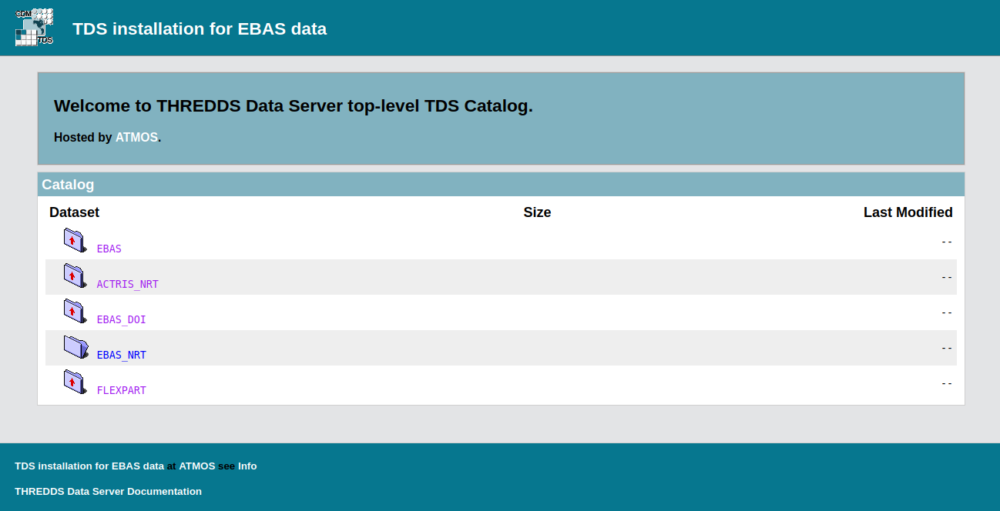 CDM
TDS
TDS installation for EBAS data
Welcome to THREDDS Data Server top-level TDS Catalog.
Hosted by ATMOS.
Catalog
Dataset Size Last Modified
EBAS --
ACTRIS_NRT --
EBAS_DOI --
EBAS_NRT --
FLEXPART --
TDS installation for EBAS data at ATMOS see Info
THREDDS Data Server Documentation